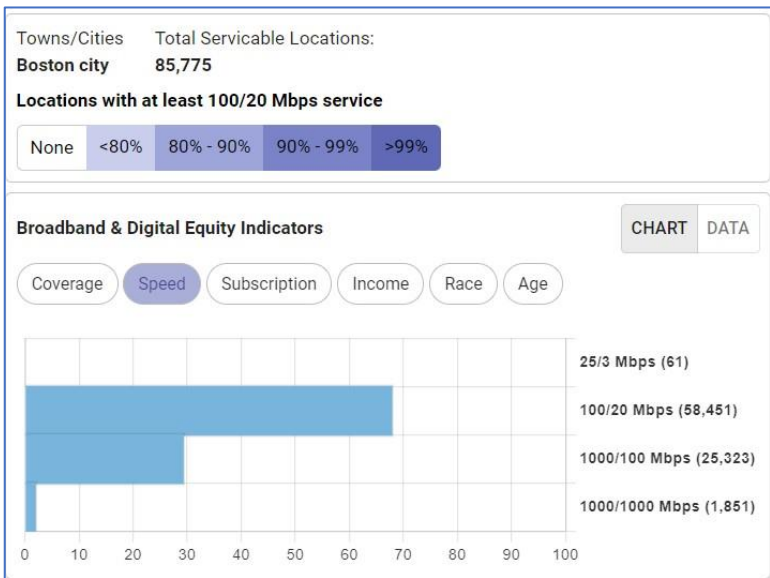 Towns/Cities Total Servicable Locations:
Boston city 85,775
Locations with at least 100/20 Mbps service
None <80% 80% - 90% 90% - 99% >99%
Broadband & Digital Equity Indicators CHART DATA
Coverage Speed Subscription Income Race Age
25/3 Mbps (61)
100/20 Mbps (58,451)
1000/100 Mbps (25,323)
1000/1000 Mbps (1,851)
0 10 20 30 40 50 60 70 80 90 100